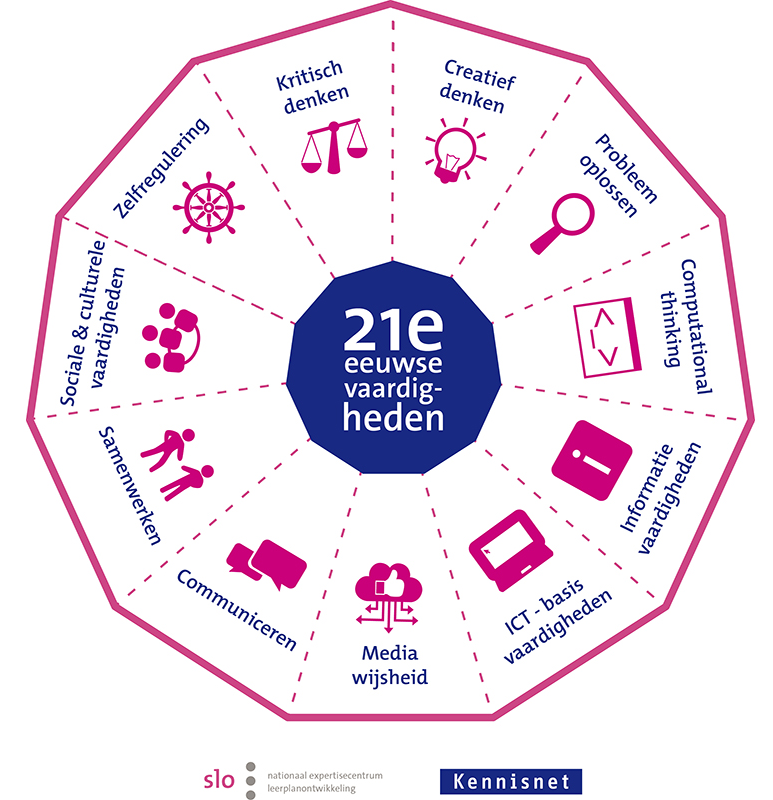 Kritisch
denken
Creatief
denken
Probleem
oplossen
Computational
thinking
Informatie
vaardigheden
ICT - basis
vaardigheden
Media
wijsheid
Communiceren
Samenwerken
Sociale & culturele
vaardigheden
Zelfregulering
21e
eeuwse
vaardig-
heden
i
slo
nationaal expertisecentrum
leerplanontwikkeling
Kennisnet